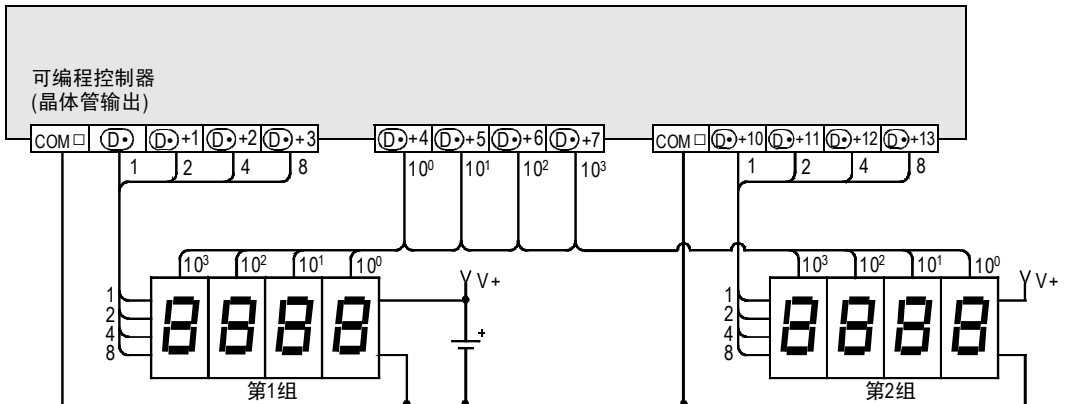 可编程控制器
(晶体管输出)
COM□ (D•) (D•)+1 (D•)+2 (D•)+3 (D•)+4 (D•)+5 (D•)+6 (D•)+7 COM□ (D•)+10 (D•)+11 (D•)+12 (D•)+13
1 2 4 8 10⁰ 10¹ 10² 10³ 1 2 4 8
10³ 10² 10¹ 10⁰ 10³ 10² 10¹ 10⁰
V+ V+
1 1
2 2
4 4
8 8
8888 8888
+
第1组 第2组